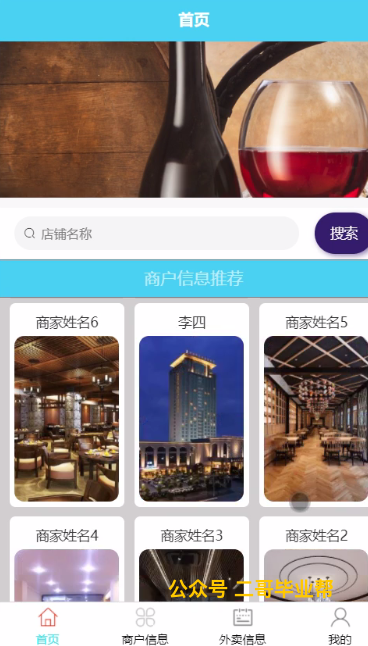 首页
店铺名称
搜索
商户信息推荐
商家姓名6
李四
商家姓名5
商家姓名4
商家姓名3
商家姓名2
公众号 二哥毕业帮
首页
商户信息
外卖信息
我的